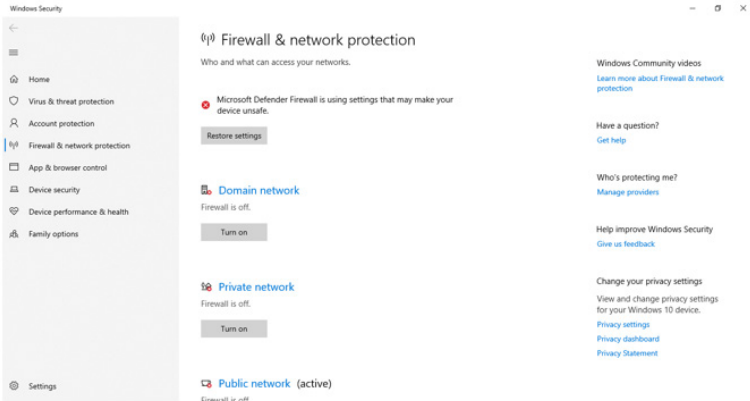 Windows Security
Home
Virus & threat protection
Account protection
Firewall & network protection
App & browser control
Device security
Device performance & health
Family options
Settings
Firewall & network protection
Who and what can access your networks.
Microsoft Defender Firewall is using settings that may make your
device unsafe.
Restore settings
Domain network
Firewall is off.
Turn on
Private network
Firewall is off.
Turn on
Public network (active)
Firewall is off.
Windows Community videos
Learn more about Firewall & network
protection
Have a question?
Get help
Who's protecting me?
Manage providers
Help improve Windows Security
Give us feedback
Change your privacy settings
View and change privacy settings
for your Windows 10 device.
Privacy settings
Privacy dashboard
Privacy Statement